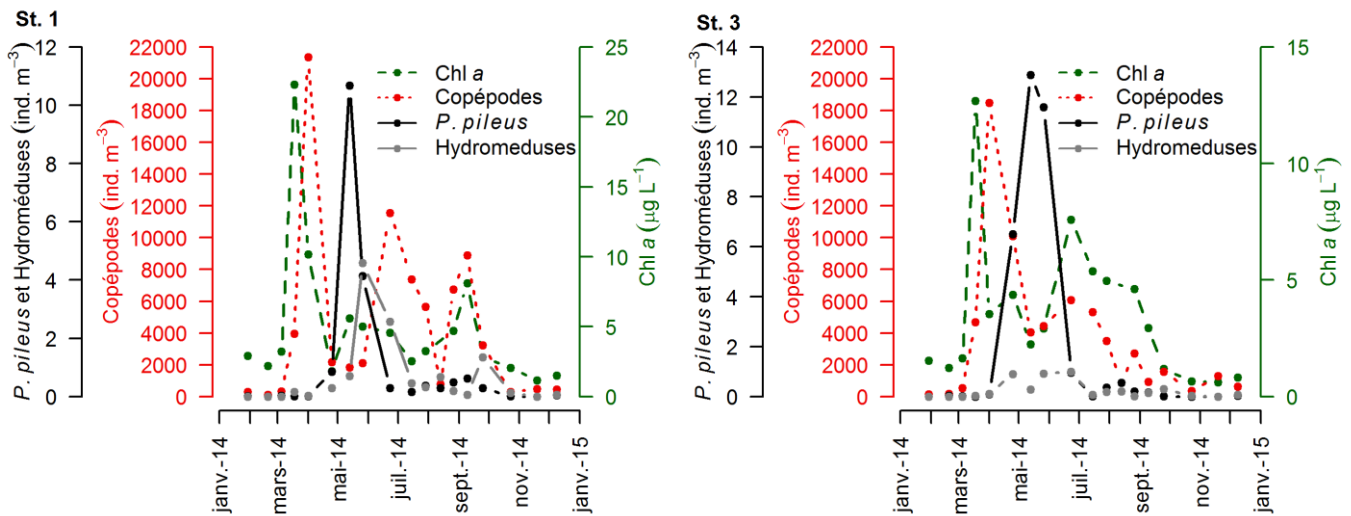 St. 1
P. pileus et Hydroméduses (ind. m⁻³)
12
10
8
6
4
2
0
Copépodes (ind. m⁻³)
22000
20000
18000
16000
14000
12000
10000
8000
6000
4000
2000
0
Chl a
Copépodes
P. pileus
Hydromeduses
25
20
15
10
5
0
Chl a (µg L⁻¹)
janv.-14
mars-14
mai-14
juil.-14
sept.-14
nov.-14
janv.-15
St. 3
P. pileus et Hydroméduses (ind. m⁻³)
14
12
10
8
6
4
2
0
Copépodes (ind. m⁻³)
22000
20000
18000
16000
14000
12000
10000
8000
6000
4000
2000
0
Chl a
Copépodes
P. pileus
Hydromeduses
15
10
5
0
Chl a (µg L⁻¹)
janv.-14
mars-14
mai-14
juil.-14
sept.-14
nov.-14
janv.-15